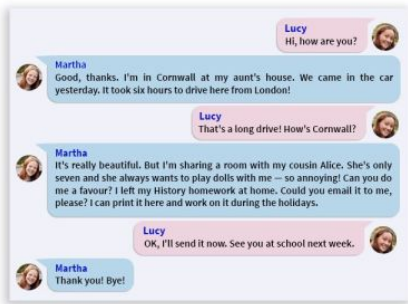 Lucy
Hi, how are you?
Martha
Good, thanks. I'm in Cornwall at my aunt's house. We came in the car
yesterday. It took six hours to drive here from London!
Lucy
That's a long drive! How's Cornwall?
Martha
It's really beautiful. But I'm sharing a room with my cousin Alice. She's only
seven and she always wants to play dolls with me — so annoying! Can you do
me a favour? I left my History homework at home. Could you email it to me,
please? I can print it here and work on it during the holidays.
Lucy
OK, I'll send it now. See you at school next week.
Martha
Thank you! Bye!